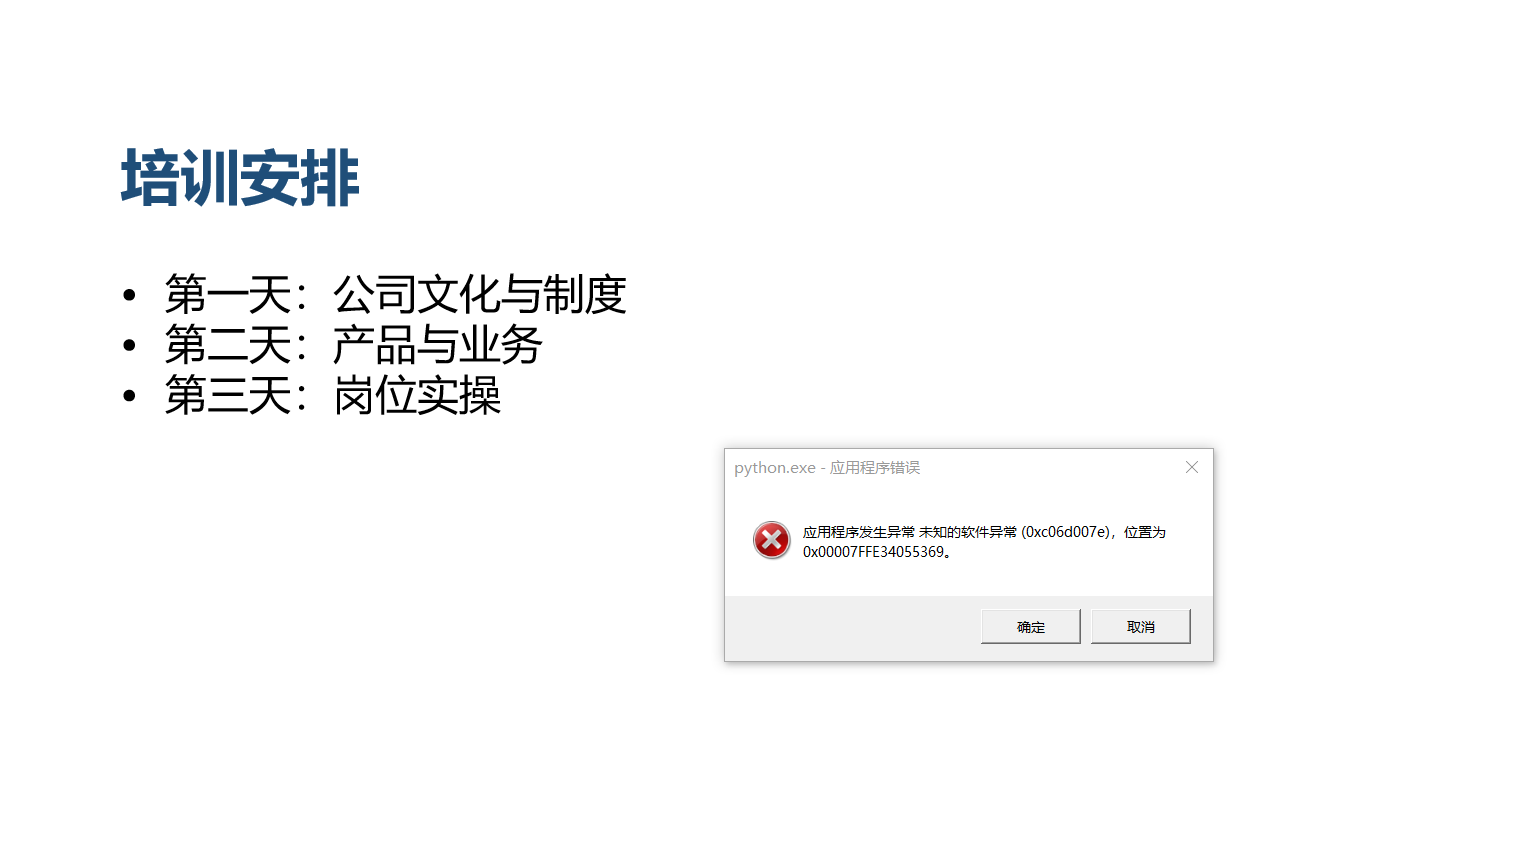 培训安排
• 第一天：公司文化与制度
• 第二天：产品与业务
• 第三天：岗位实操
python.exe - 应用程序错误
应用程序发生异常 未知的软件异常 (0xc06d007e)，位置为
0x00007FFE34055369。
确定
取消